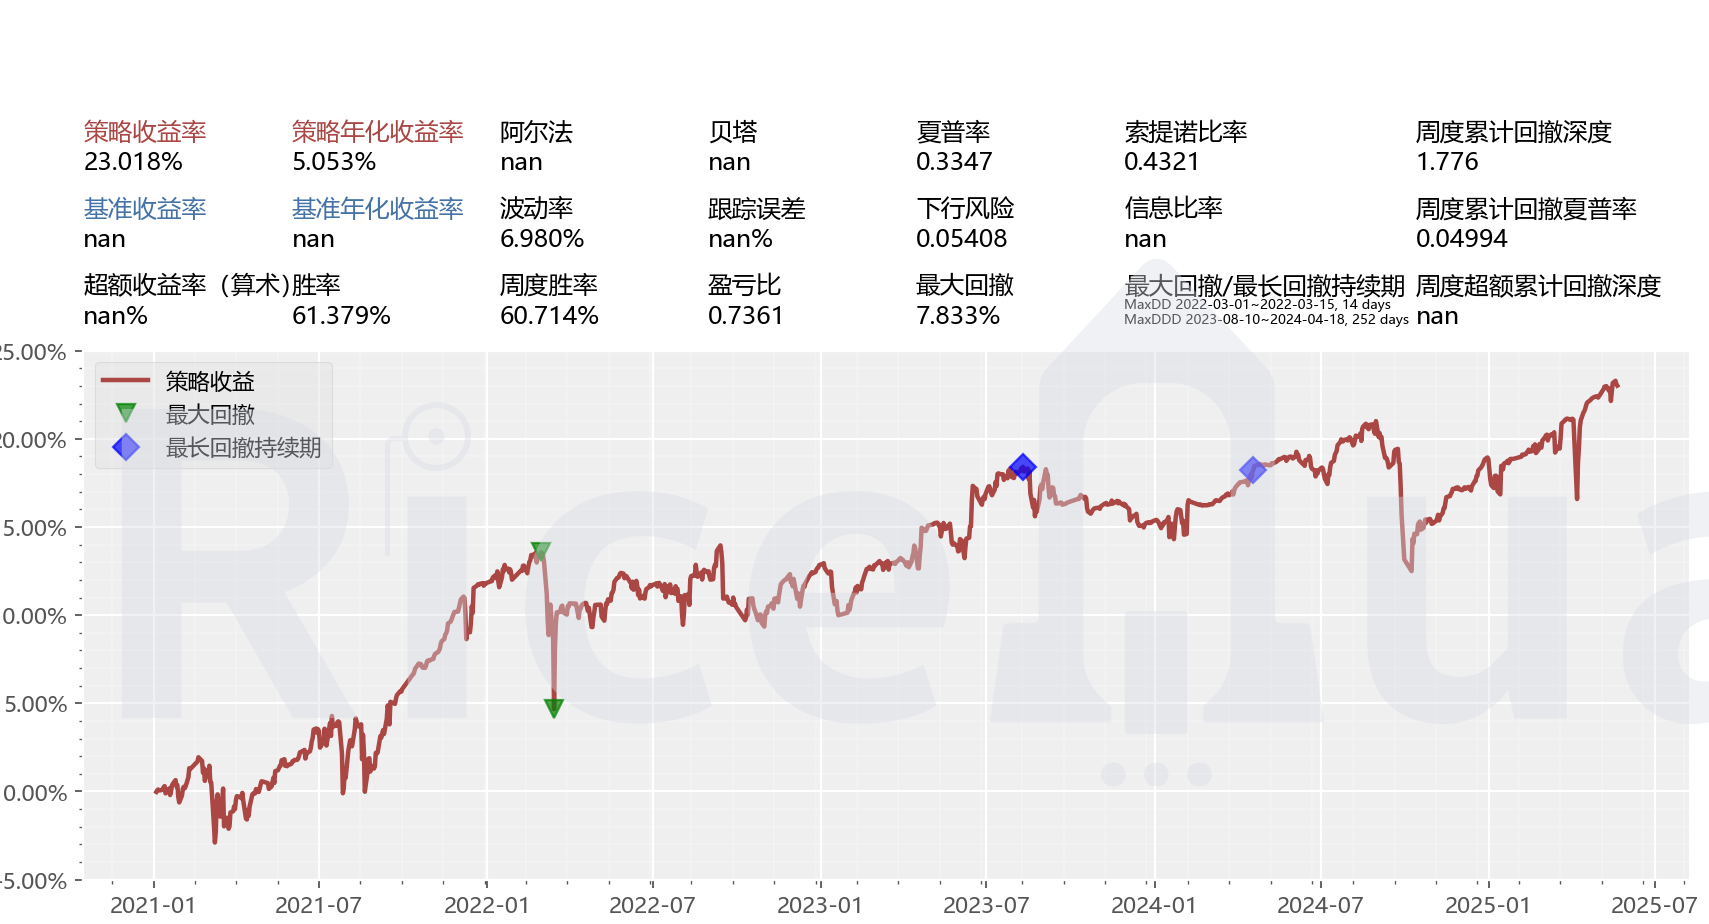 策略收益率 策略年化收益率 阿尔法 贝塔 夏普率 索提诺比率 周度累计回撤深度
23.018% 5.053% nan nan 0.3347 0.4321 1.776
基准收益率 基准年化收益率 波动率 跟踪误差 下行风险 信息比率 周度累计回撤夏普率
nan nan 6.980% nan% 0.05408 nan 0.04994
超额收益率（算术）胜率 周度胜率 盈亏比 最大回撤 最大回撤/最长回撤持续期 周度超额累计回撤深度
nan% 61.379% 60.714% 0.7361 7.833% MaxDD 2022-03-01~2022-03-15, 14 days nan
MaxDDD 2023-08-10~2024-04-18, 252 days
25.00%
策略收益
最大回撤
20.00%
最长回撤持续期
5.00%
0.00%
5.00%
0.00%
-5.00%
2021-01 2021-07 2022-01 2022-07 2023-01 2023-07 2024-01 2024-07 2025-01 2025-07
Rice
ua